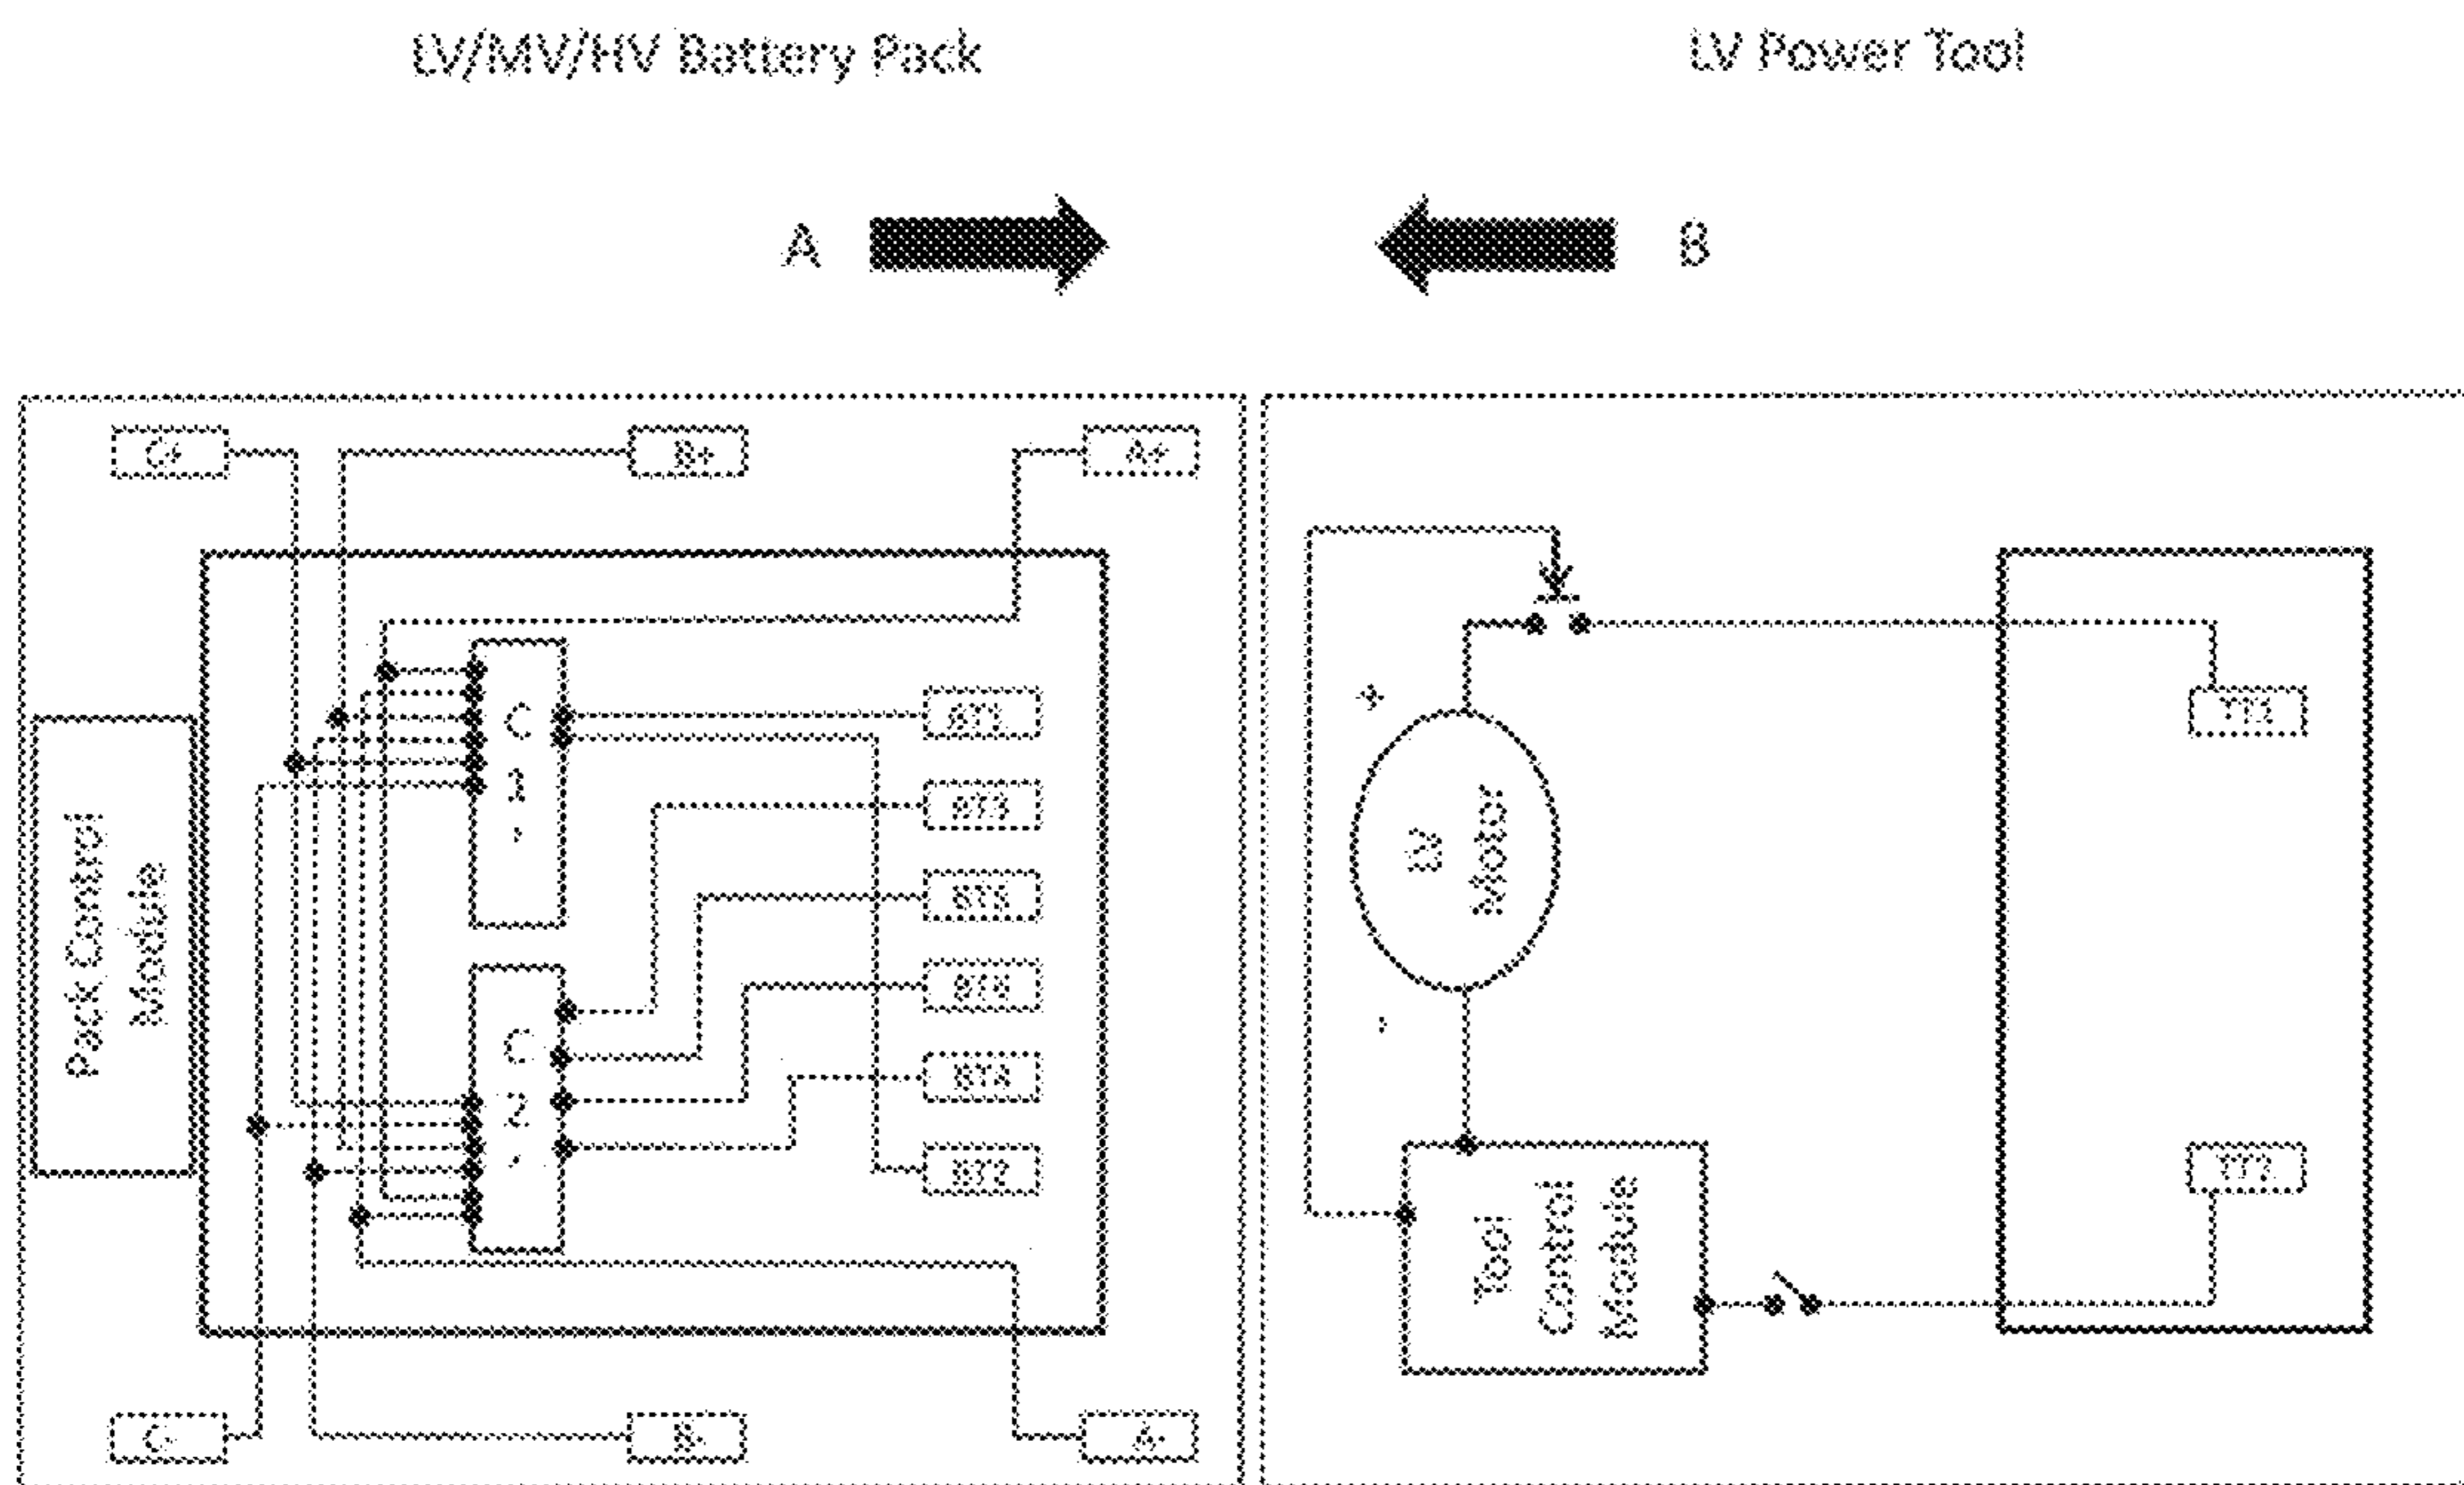 LV/MV/HV Battery Pack
LV Power Tool
A
B
C+
B+
A+
Pack Control
Module
C
1
'
C
2
'
BT1
BT3
BT5
BT6
BT4
BT2
C-
B-
A-
+
LV
Motor
-
Tool
Control
Module
TT1
TT2